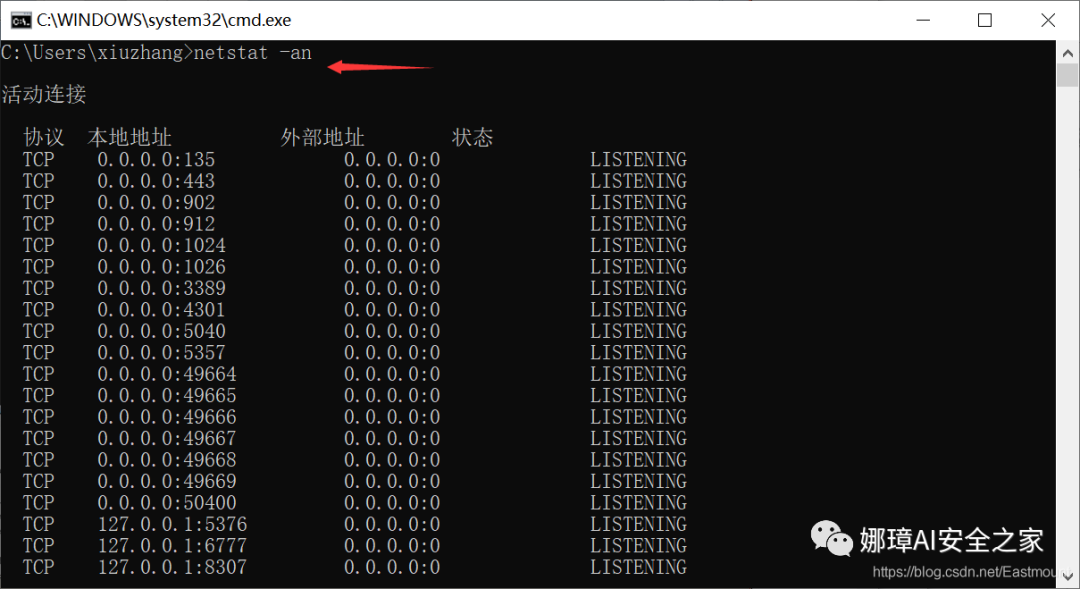 C:\WINDOWS\system32\cmd.exe
C:\Users\xiuzhang>netstat -an
活动连接
协议 本地地址 外部地址 状态
TCP 0.0.0.0:135 0.0.0.0:0 LISTENING
TCP 0.0.0.0:443 0.0.0.0:0 LISTENING
TCP 0.0.0.0:902 0.0.0.0:0 LISTENING
TCP 0.0.0.0:912 0.0.0.0:0 LISTENING
TCP 0.0.0.0:1024 0.0.0.0:0 LISTENING
TCP 0.0.0.0:1026 0.0.0.0:0 LISTENING
TCP 0.0.0.0:3389 0.0.0.0:0 LISTENING
TCP 0.0.0.0:4301 0.0.0.0:0 LISTENING
TCP 0.0.0.0:5040 0.0.0.0:0 LISTENING
TCP 0.0.0.0:5357 0.0.0.0:0 LISTENING
TCP 0.0.0.0:49664 0.0.0.0:0 LISTENING
TCP 0.0.0.0:49665 0.0.0.0:0 LISTENING
TCP 0.0.0.0:49666 0.0.0.0:0 LISTENING
TCP 0.0.0.0:49667 0.0.0.0:0 LISTENING
TCP 0.0.0.0:49668 0.0.0.0:0 LISTENING
TCP 0.0.0.0:49669 0.0.0.0:0 LISTENING
TCP 0.0.0.0:50400 0.0.0.0:0 LISTENING
TCP 127.0.0.1:5376 0.0.0.0:0 LISTENING
TCP 127.0.0.1:6777 0.0.0.0:0 LISTENING
TCP 127.0.0.1:8307 0.0.0.0:0 LISTENING
娜璋AI安全之家
https://blog.csdn.net/Eastmou